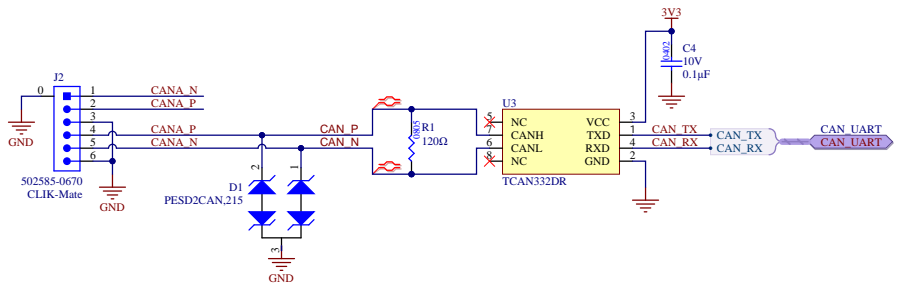 3V3
C4
10V
0402
0.1µF
J2
0
1
CANA_N
2
CANA_P
3
4
CANA_P
5
CANA_N
6
GND
GND
502585-0670
CLIK-Mate
CAN_P
CAN_N
2
1
D1
PESD2CAN,215
3
GND
R1
0805
120Ω
U3
5
NC
VCC
3
7
CANH
TXD
1
CAN_TX
6
CANL
RXD
4
CAN_RX
8
NC
GND
2
TCAN332DR
CAN_TX
CAN_RX
CAN_UART
CAN_UART